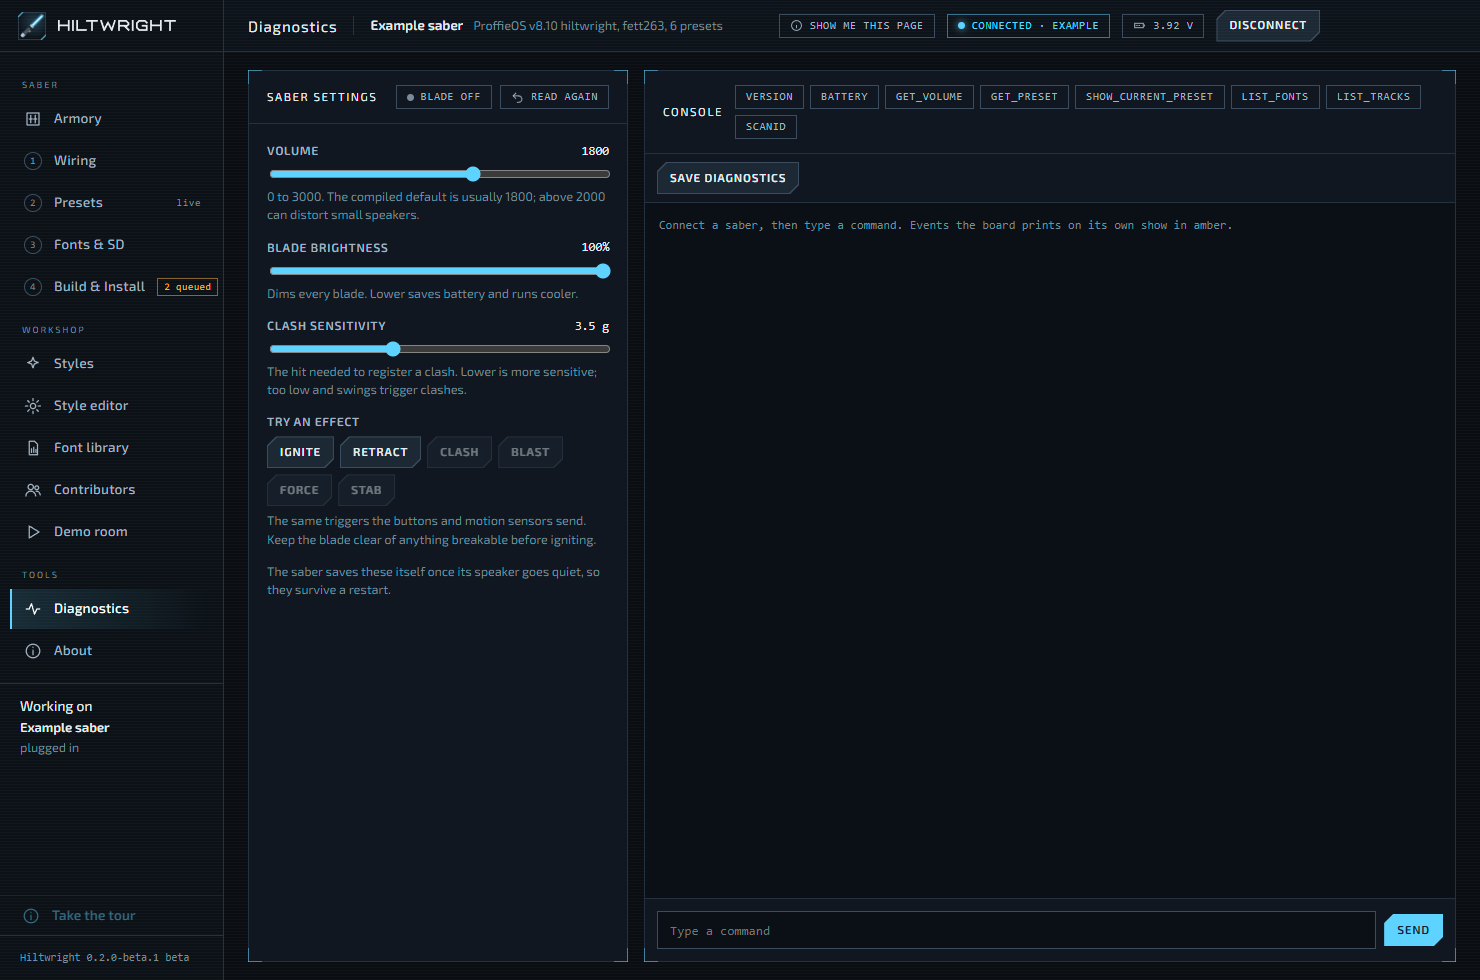 HILTWRIGHT
Diagnostics
Example saber ProffieOS v8.10 hiltwright, fett263, 6 presets
SHOW ME THIS PAGE
CONNECTED · EXAMPLE
3.92 V
DISCONNECT
SABER
Armory
1 Wiring
2 Presets live
3 Fonts & SD
4 Build & Install 2 queued
WORKSHOP
Styles
Style editor
Font library
Contributors
Demo room
TOOLS
Diagnostics
About
Working on
Example saber
plugged in
Take the tour
Hiltwright 0.2.0-beta.1 beta
SABER SETTINGS BLADE OFF READ AGAIN
VOLUME 1800
0 to 3000. The compiled default is usually 1800; above 2000
can distort small speakers.
BLADE BRIGHTNESS 100%
Dims every blade. Lower saves battery and runs cooler.
CLASH SENSITIVITY 3.5 g
The hit needed to register a clash. Lower is more sensitive;
too low and swings trigger clashes.
TRY AN EFFECT
IGNITE RETRACT CLASH BLAST
FORCE STAB
The same triggers the buttons and motion sensors send.
Keep the blade clear of anything breakable before igniting.
The saber saves these itself once its speaker goes quiet, so
they survive a restart.
CONSOLE
VERSION BATTERY GET_VOLUME GET_PRESET SHOW_CURRENT_PRESET LIST_FONTS LIST_TRACKS
SCANID
SAVE DIAGNOSTICS
Connect a saber, then type a command. Events the board prints on its own show in amber.
Type a command
SEND